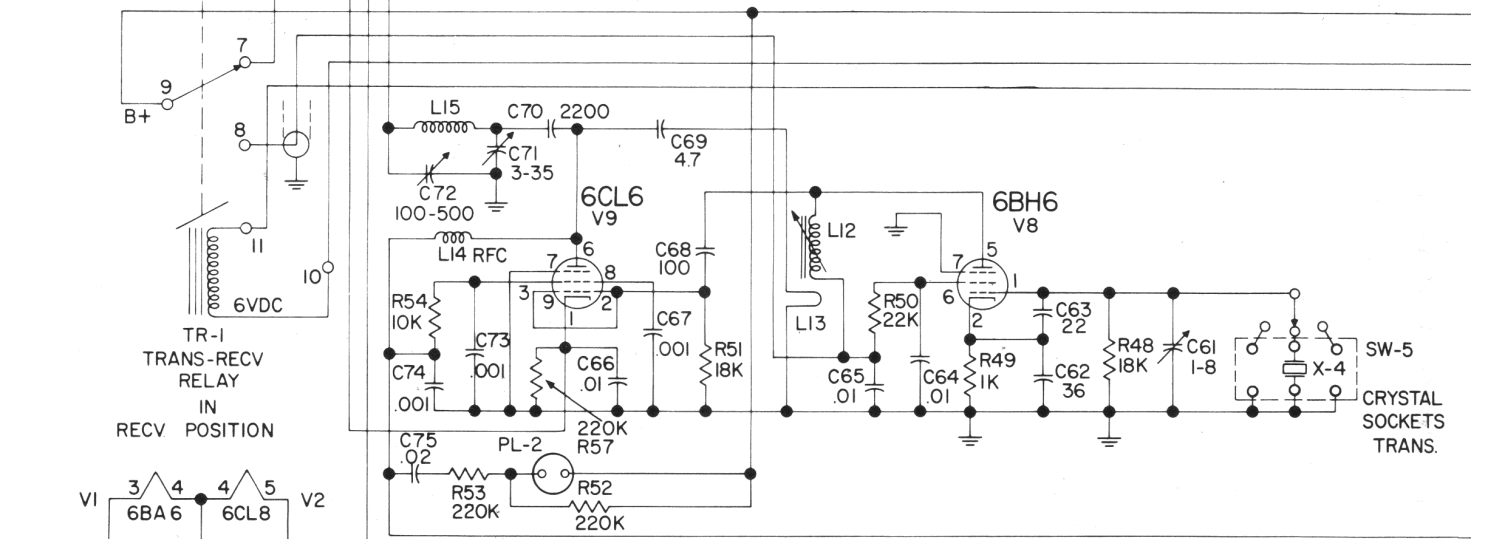 7
9
B+
8
11
10
6VDC
TR-1
TRANS-RECV
RELAY
IN
RECV. POSITION
L15
C70
2200
C71
3-35
C72
100-500
C69
4.7
6CL6
V9
L14 RFC
6
7
8
3
9
2
1
R54
10K
C73
.001
C74
.001
C66
.01
C67
.001
C68
100
R51
18K
220K
R57
L12
L13
6BH6
V8
5
7
1
6
2
R50
22K
C65
.01
C64
.01
R49
1K
C63
22
C62
36
R48
18K
C61
1-8
X-4
SW-5
CRYSTAL
SOCKETS
TRANS.
C75
.02
PL-2
R53
220K
R52
220K
V1
3
4
4
5
V2
6BA6
6CL8